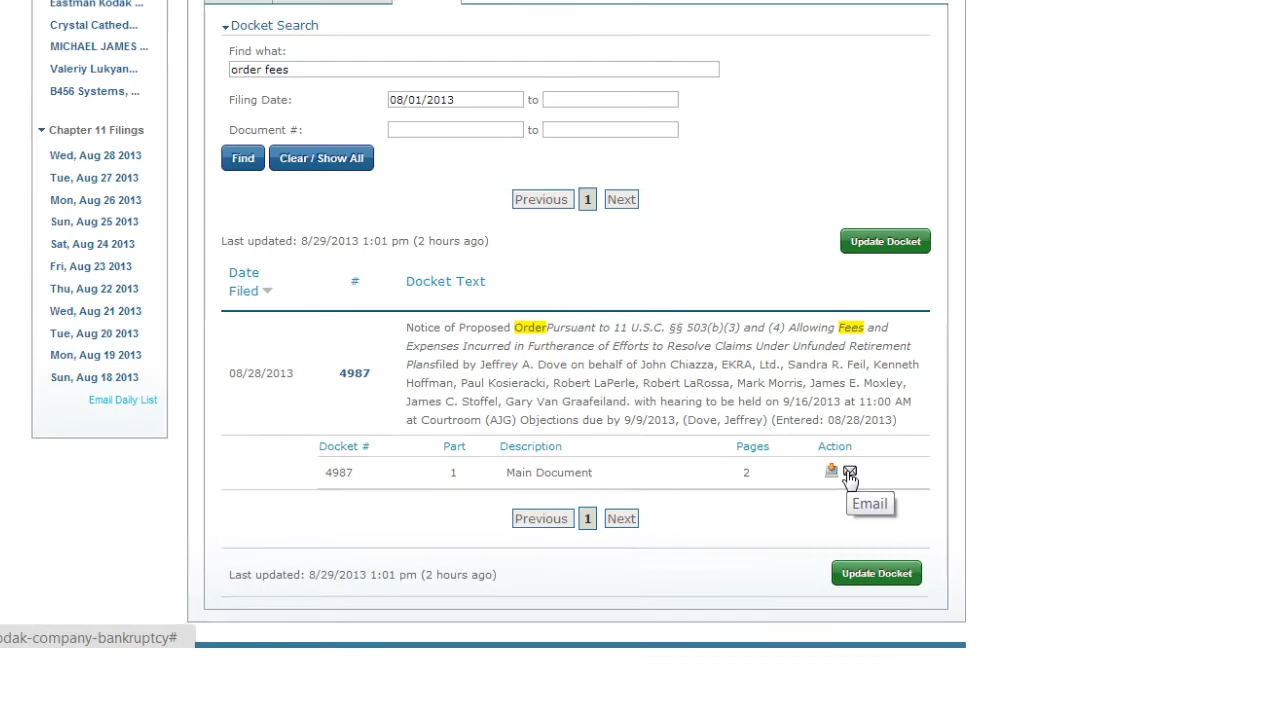 Eastman Kodak ...
Crystal Cathed...
MICHAEL JAMES ...
Valeriy Lukyan...
B456 Systems, ...
Chapter 11 Filings
Wed, Aug 28 2013
Tue, Aug 27 2013
Mon, Aug 26 2013
Sun, Aug 25 2013
Sat, Aug 24 2013
Fri, Aug 23 2013
Thu, Aug 22 2013
Wed, Aug 21 2013
Tue, Aug 20 2013
Mon, Aug 19 2013
Sun, Aug 18 2013
Email Daily List
Docket Search
Find what:
order fees
Filing Date: 08/01/2013 to
Document #: to
Find Clear / Show All
Previous 1 Next
Last updated: 8/29/2013 1:01 pm (2 hours ago) Update Docket
Date Filed # Docket Text
Notice of Proposed OrderPursuant to 11 U.S.C. §§ 503(b)(3) and (4) Allowing Fees and
Expenses Incurred in Furtherance of Efforts to Resolve Claims Under Unfunded Retirement
08/28/2013 4987 Plansfiled by Jeffrey A. Dove on behalf of John Chiazza, EKRA, Ltd., Sandra R. Feil, Kenneth
Hoffman, Paul Kosieracki, Robert LaPerle, Robert LaRossa, Mark Morris, James E. Moxley,
James C. Stoffel, Gary Van Graafeiland. with hearing to be held on 9/16/2013 at 11:00 AM
at Courtroom (AJG) Objections due by 9/9/2013, (Dove, Jeffrey) (Entered: 08/28/2013)
Docket # Part Description Pages Action
4987 1 Main Document 2
Email
Previous 1 Next
Last updated: 8/29/2013 1:01 pm (2 hours ago) Update Docket
odak-company-bankruptcy#